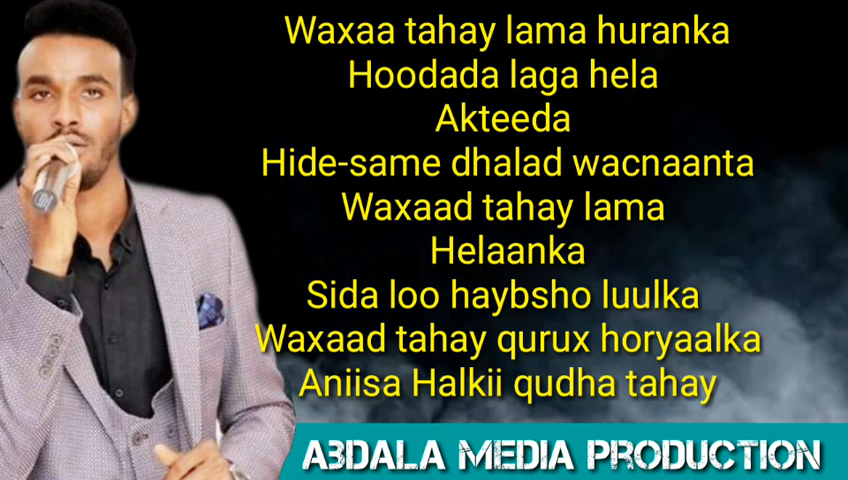 Waxaa tahay lama huranka
Hoodada laga hela
Akteeda
Hide-same dhalad wacnaanta
Waxaad tahay lama
Helaanka
Sida loo haybsho luulka
Waxaad tahay qurux horyaalka
Aniisa Halkii qudha tahay
ABDALA MEDIA PRODUCTION